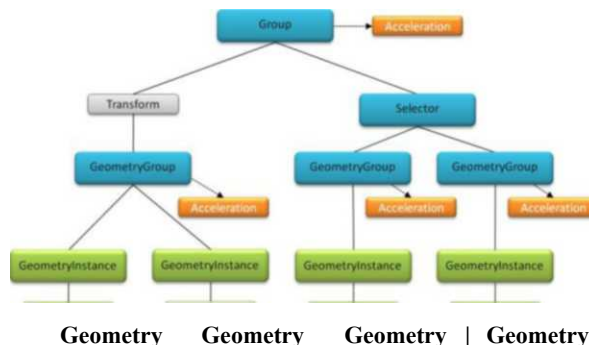 Group Acceleration
Transform Selector
GeometryGroup GeometryGroup GeometryGroup
Acceleration Acceleration Acceleration
GeometryInstance GeometryInstance GeometryInstance GeometryInstance
Geometry Geometry Geometry | Geometry